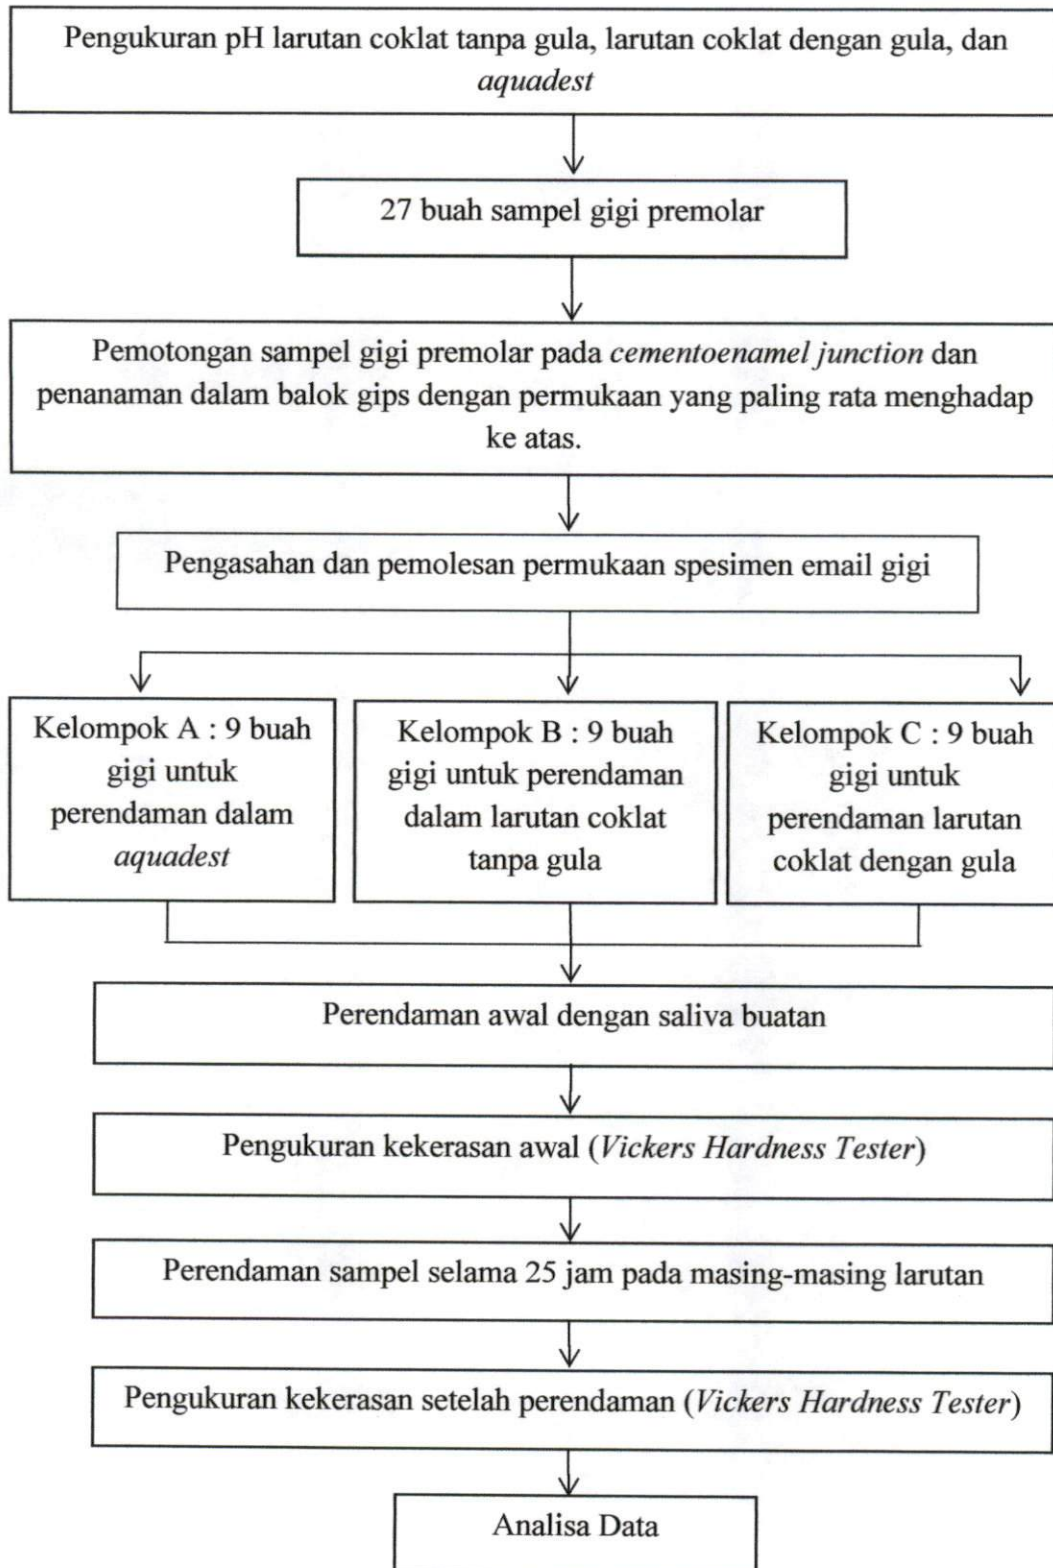 Pengukuran pH larutan coklat tanpa gula, larutan coklat dengan gula, dan
aquadest
27 buah sampel gigi premolar
Pemotongan sampel gigi premolar pada cementoenamel junction dan
penanaman dalam balok gips dengan permukaan yang paling rata menghadap
ke atas.
Pengasahan dan pemolesan permukaan spesimen email gigi
Kelompok A : 9 buah
gigi untuk
perendaman dalam
aquadest
Kelompok B : 9 buah
gigi untuk perendaman
dalam larutan coklat
tanpa gula
Kelompok C : 9 buah
gigi untuk
perendaman larutan
coklat dengan gula
Perendaman awal dengan saliva buatan
Pengukuran kekerasan awal (Vickers Hardness Tester)
Perendaman sampel selama 25 jam pada masing-masing larutan
Pengukuran kekerasan setelah perendaman (Vickers Hardness Tester)
Analisa Data